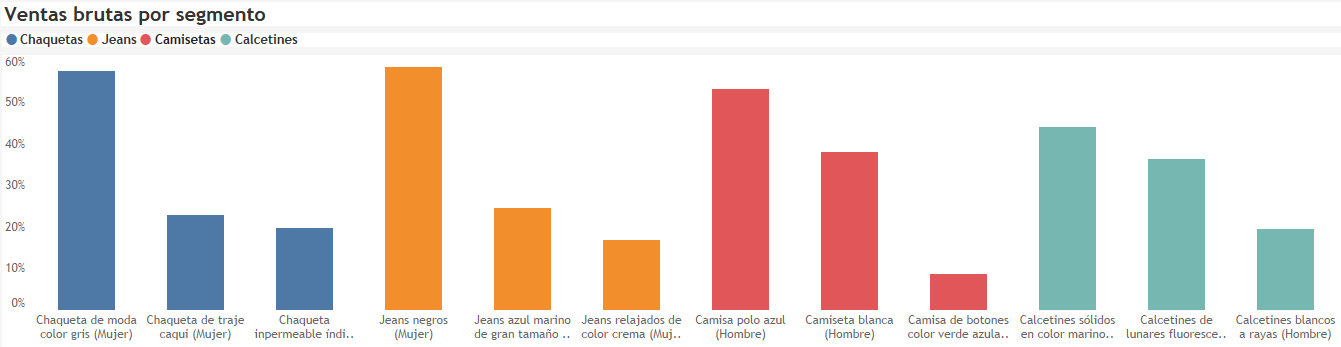 Ventas brutas por segmento
Chaquetas Jeans Camisetas Calcetines
60%
50%
40%
30%
20%
10%
0%
Chaqueta de moda
color gris (Mujer)
Chaqueta de traje
caqui (Mujer)
Chaqueta
inpermeable índi..
Jeans negros
(Mujer)
Jeans azul marino
de gran tamaño ..
Jeans relajados de
color crema (Muj..
Camisa polo azul
(Hombre)
Camiseta blanca
(Hombre)
Camisa de botones
color verde azula..
Calcetines sólidos
en color marino..
Calcetines de
lunares fluoresce..
Calcetines blancos
a rayas (Hombre)